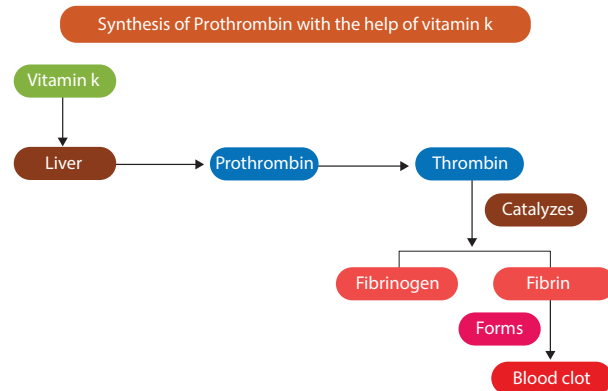 Synthesis of Prothrombin with the help of vitamin k
Vitamin k
Liver
Prothrombin
Thrombin
Catalyzes
Fibrinogen
Fibrin
Forms
Blood clot